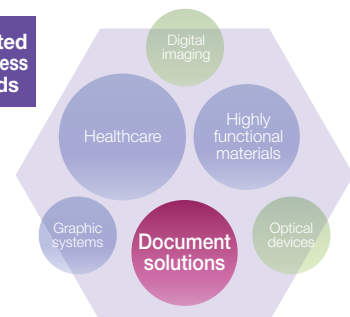 Digital
imaging
Healthcare
Highly
functional
materials
Graphic
systems
Document
solutions
Optical
devices